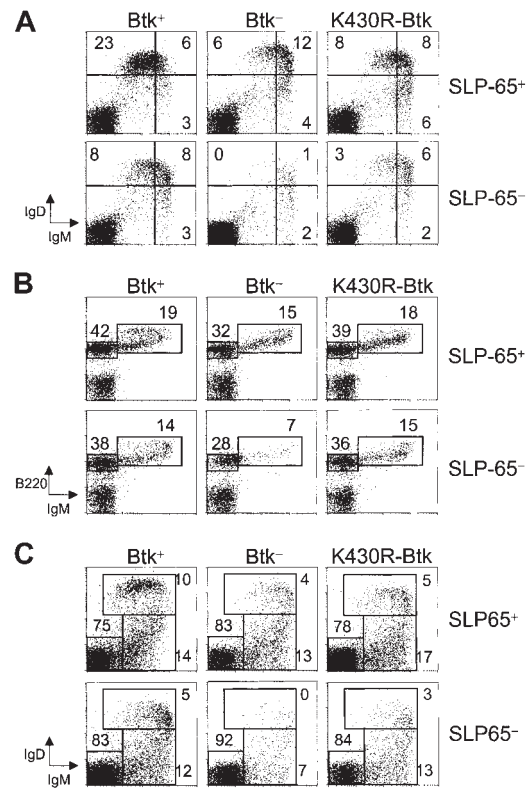 A
Btk⁺ Btk⁻ K430R-Btk
23 6 6 12 8 8
SLP-65⁺
3 4 6
8 8 0 1 3 6
SLP-65⁻
IgD
3 2 2
IgM
B
Btk⁺ Btk⁻ K430R-Btk
19 15 18
42 32 39
SLP-65⁺
14 7 15
38 28 36
SLP-65⁻
B220
IgM
C
Btk⁺ Btk⁻ K430R-Btk
10 4 5
SLP65⁺
75 83 78
14 13 17
5 0 3
SLP65⁻
83 92 84
IgD
12 7 13
IgM